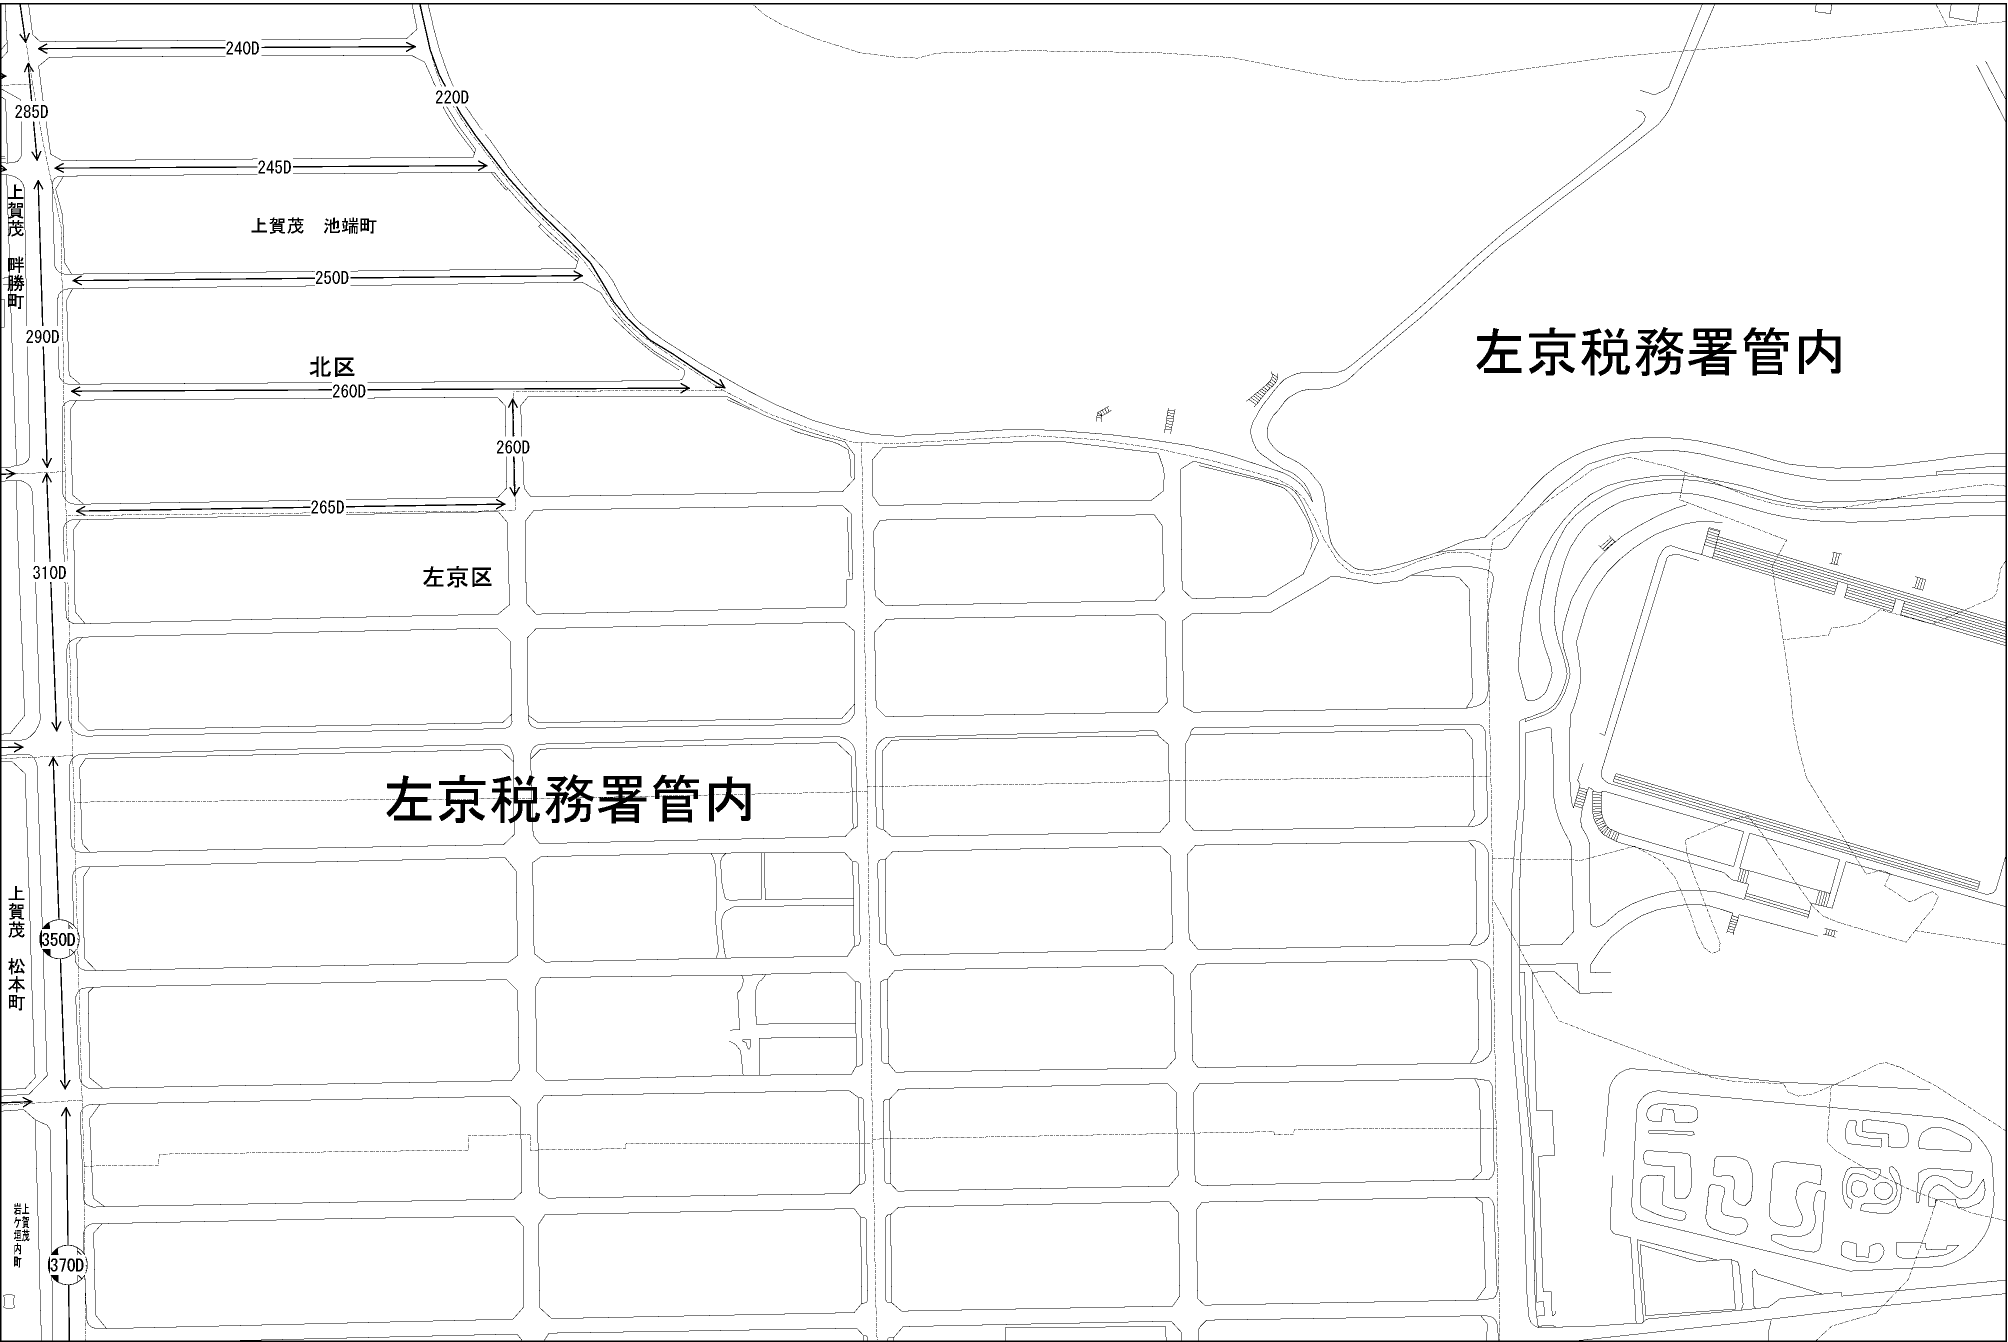 240D
220D
285D
245D
上賀茂　畔勝町
上賀茂　池端町
250D
290D
左京税務署管内
北区
260D
260D
265D
310D
左京区
左京税務署管内
上賀茂　松本町
350D
上賀茂
岩ケ垣内町
370D